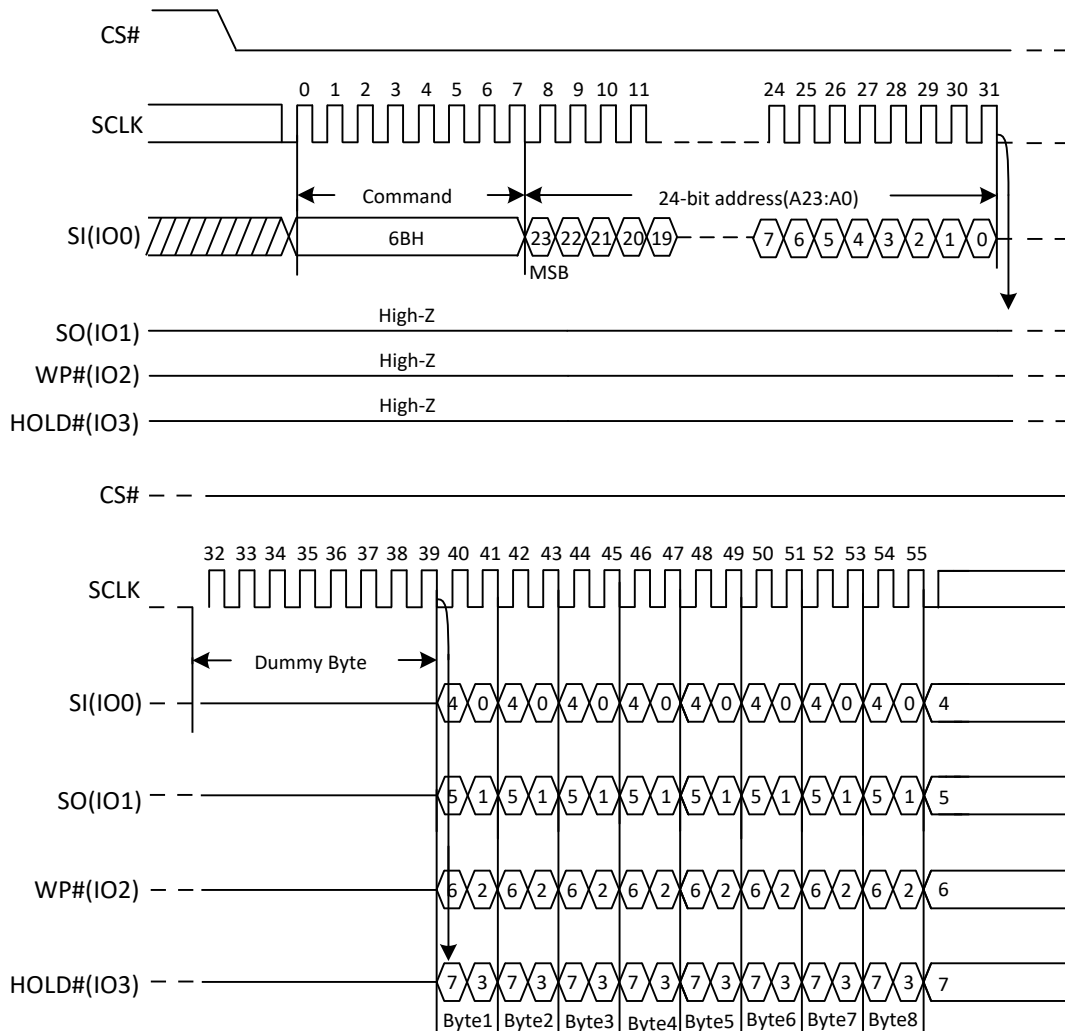 CS#
0 1 2 3 4 5 6 7 8 9 10 11 24 25 26 27 28 29 30 31
SCLK
Command 24-bit address(A23:A0)
SI(IO0) 6BH 23 22 21 20 19 7 6 5 4 3 2 1 0
MSB
High-Z
SO(IO1)
High-Z
WP#(IO2)
High-Z
HOLD#(IO3)
CS#
32 33 34 35 36 37 38 39 40 41 42 43 44 45 46 47 48 49 50 51 52 53 54 55
SCLK
Dummy Byte
SI(IO0) 4 0 4 0 4 0 4 0 4 0 4 0 4 0 4 0 4
SO(IO1) 5 1 5 1 5 1 5 1 5 1 5 1 5 1 5 1 5
WP#(IO2) 6 2 6 2 6 2 6 2 6 2 6 2 6 2 6 2 6
HOLD#(IO3) 7 3 7 3 7 3 7 3 7 3 7 3 7 3 7 3 7
Byte1 Byte2 Byte3 Byte4 Byte5 Byte6 Byte7 Byte8